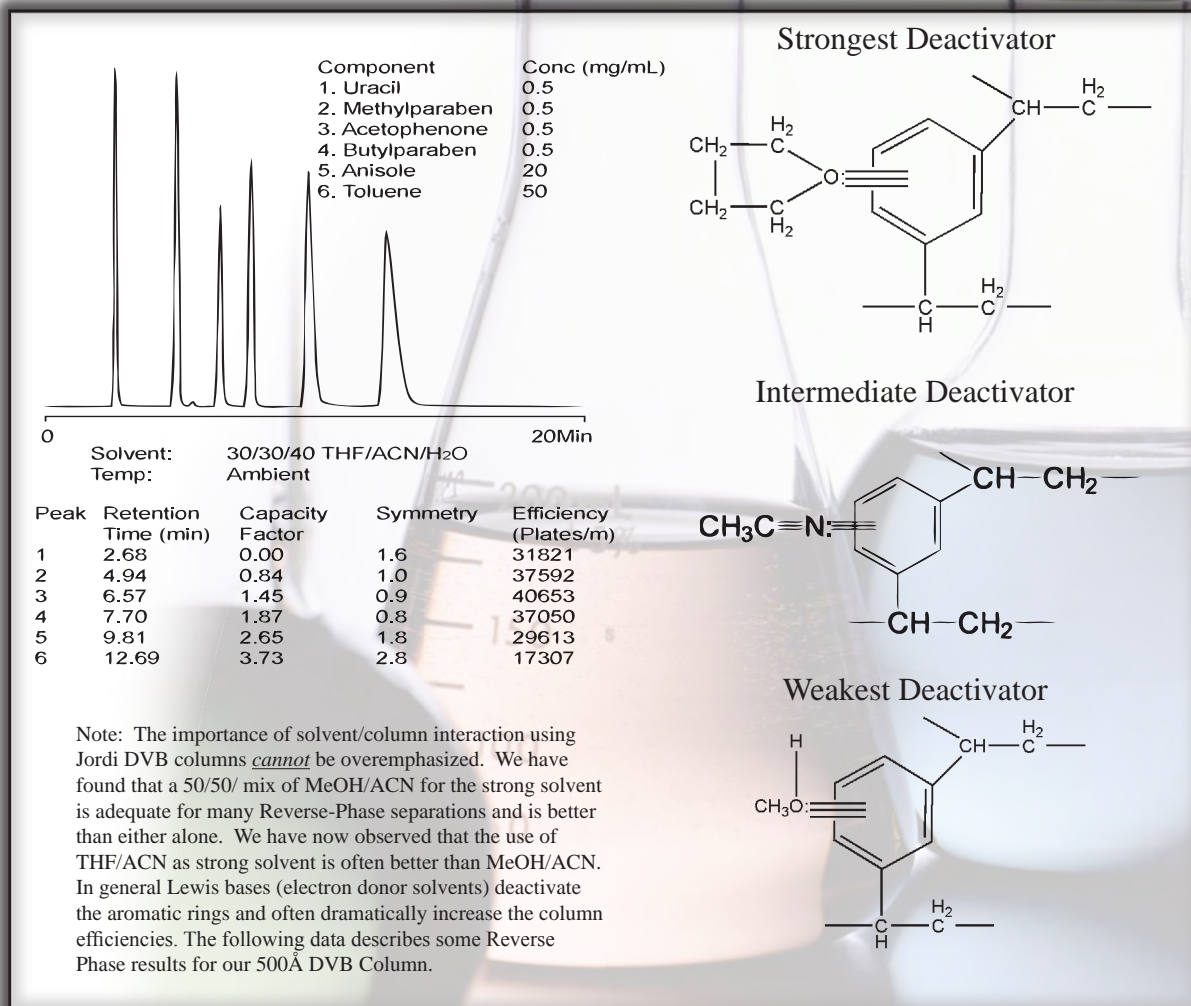 Component Conc (mg/mL)
1. Uracil 0.5
2. Methylparaben 0.5
3. Acetophenone 0.5
4. Butylparaben 0.5
5. Anisole 20
6. Toluene 50
0 20Min
Solvent: 30/30/40 THF/ACN/H2O
Temp: Ambient
Peak Retention Capacity Symmetry Efficiency
Time (min) Factor (Plates/m)
1 2.68 0.00 1.6 31821
2 4.94 0.84 1.0 37592
3 6.57 1.45 0.9 40653
4 7.70 1.87 0.8 37050
5 9.81 2.65 1.8 29613
6 12.69 3.73 2.8 17307
Note: The importance of solvent/column interaction using
Jordi DVB columns cannot be overemphasized. We have
found that a 50/50/ mix of MeOH/ACN for the strong solvent
is adequate for many Reverse-Phase separations and is better
than either alone. We have now observed that the use of
THF/ACN as strong solvent is often better than MeOH/ACN.
In general Lewis bases (electron donor solvents) deactivate
the aromatic rings and often dramatically increase the column
efficiencies. The following data describes some Reverse
Phase results for our 500Å DVB Column.
Strongest Deactivator
H2
CH C
H2
CH2 C
O:
CH2 C
H2
H2
C C
H
Intermediate Deactivator
CH CH2
CH3C N:
CH CH2
Weakest Deactivator
H2
CH C
H
CH3O:
H2
C C
H
150